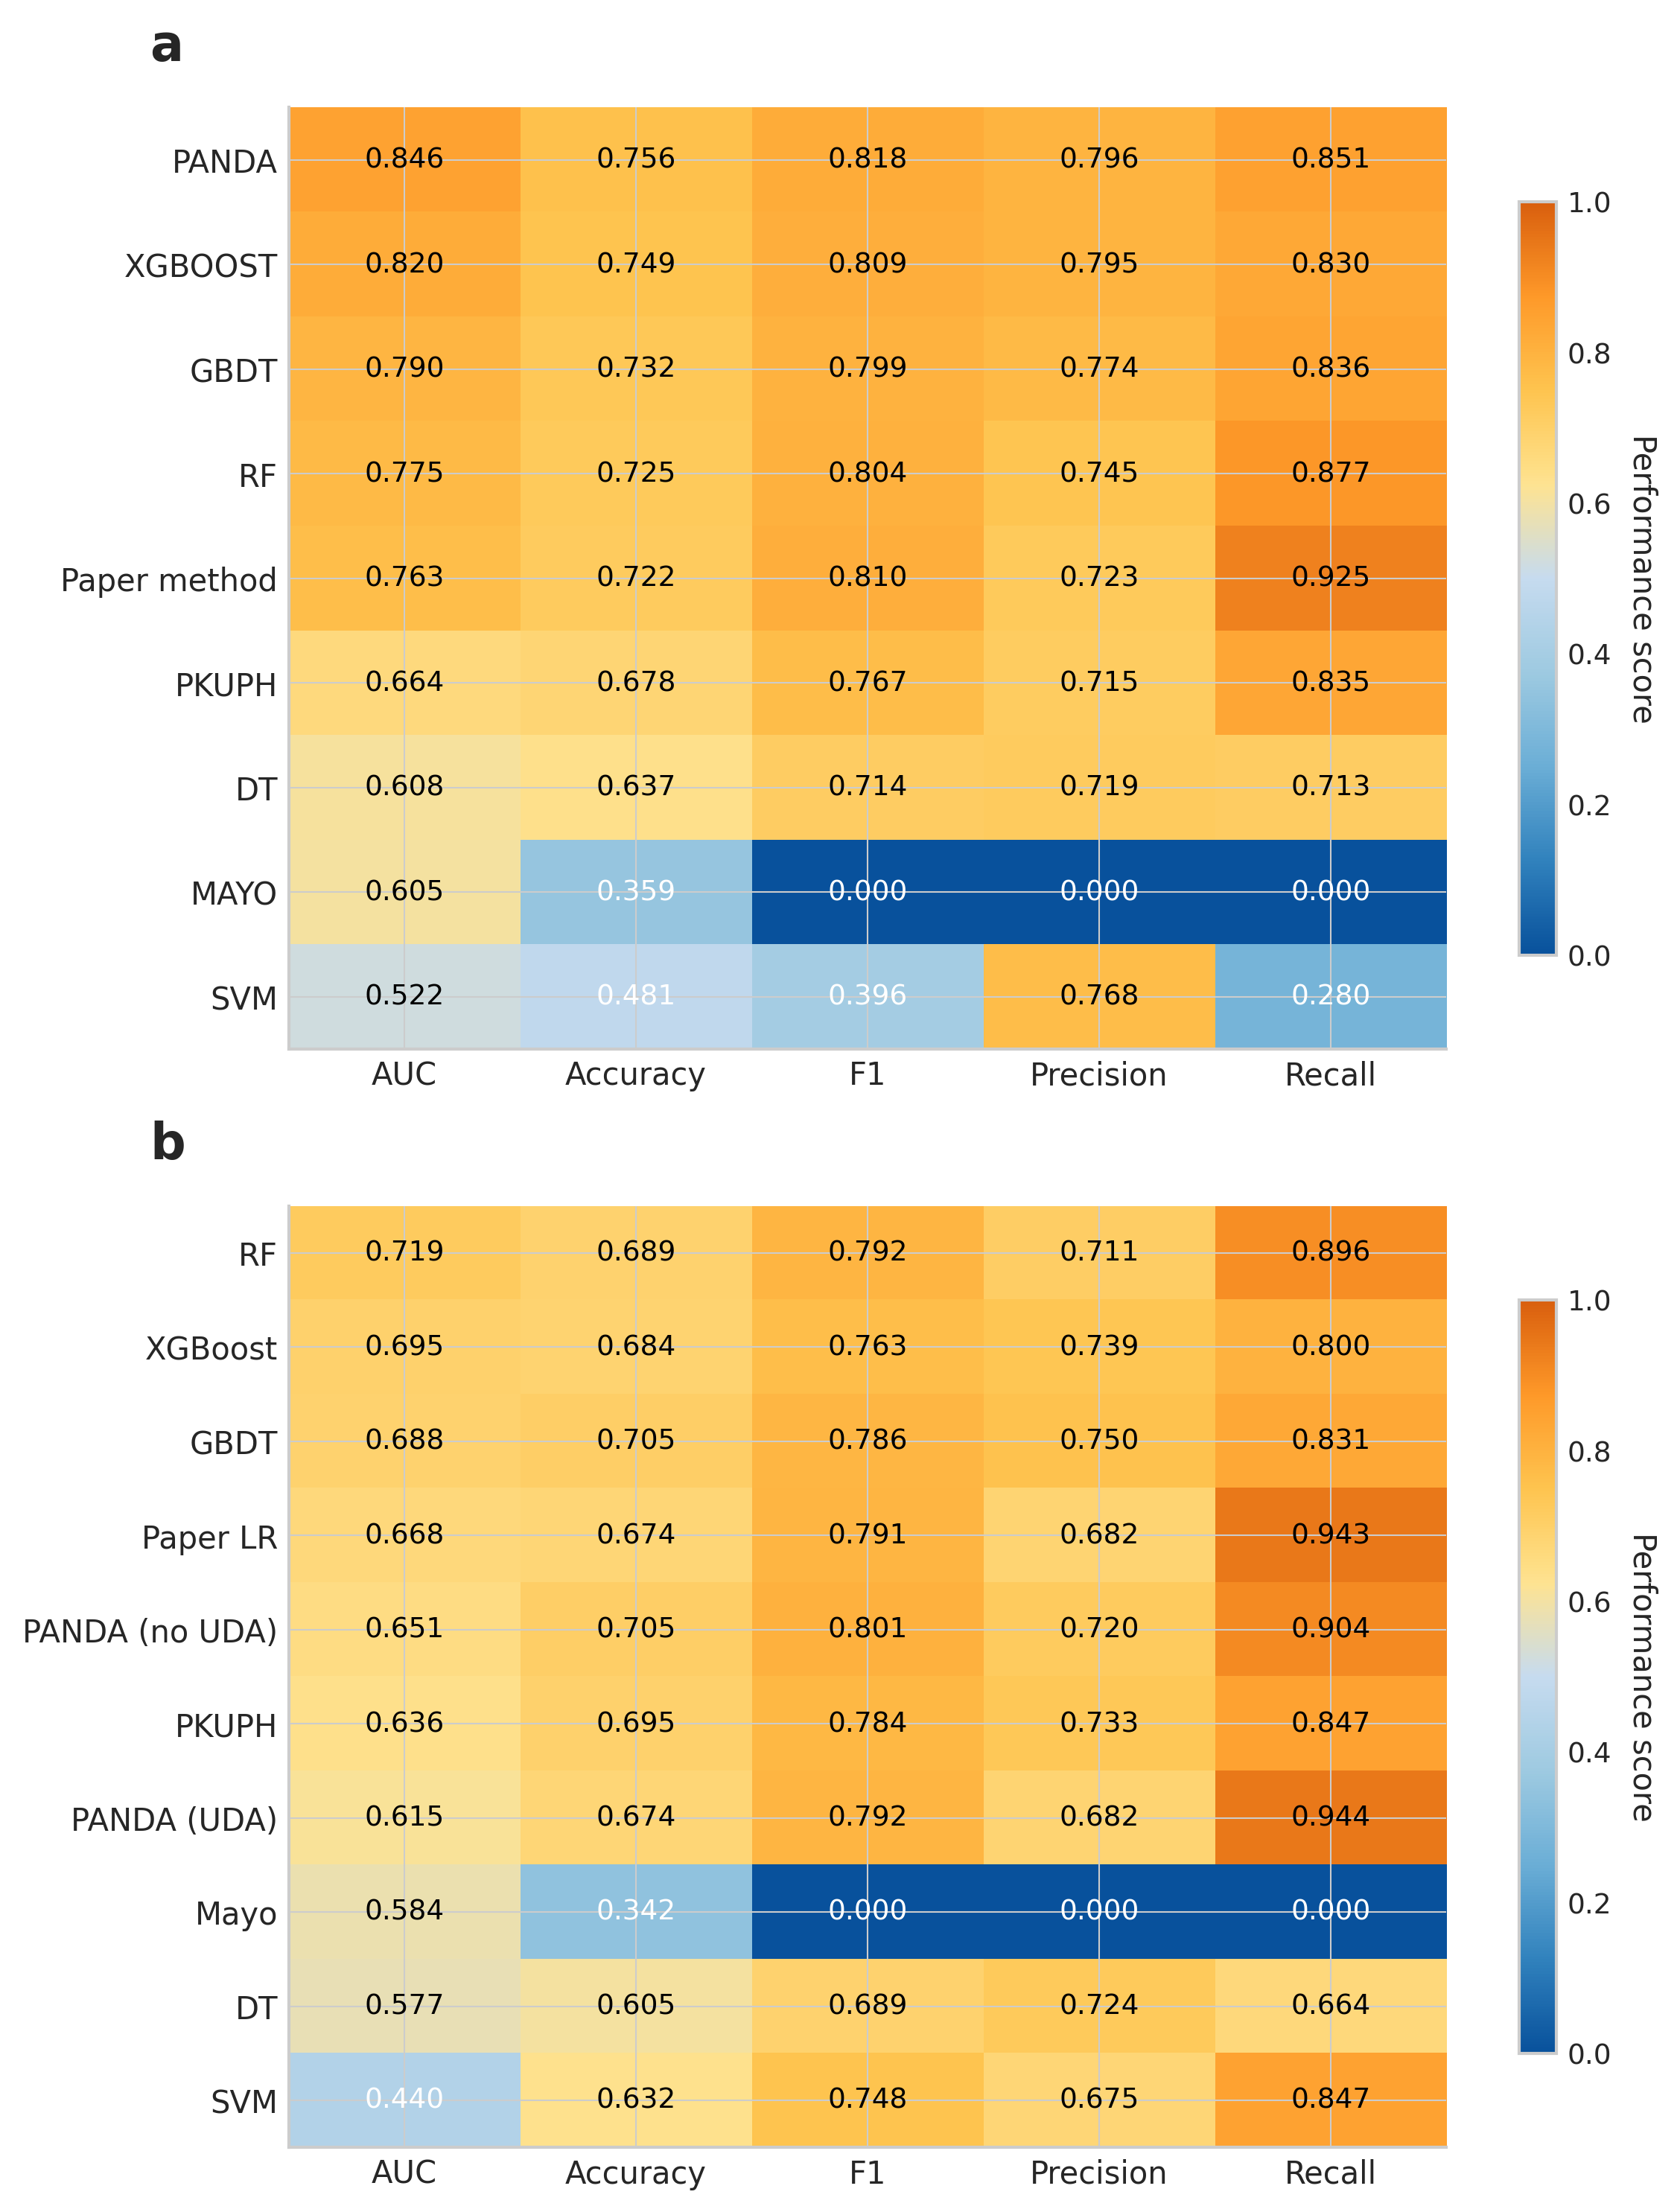 a
PANDA 0.846 0.756 0.818 0.796 0.851
XGBOOST 0.820 0.749 0.809 0.795 0.830
GBDT 0.790 0.732 0.799 0.774 0.836
RF 0.775 0.725 0.804 0.745 0.877
Paper method 0.763 0.722 0.810 0.723 0.925
PKUPH 0.664 0.678 0.767 0.715 0.835
DT 0.608 0.637 0.714 0.719 0.713
MAYO 0.605 0.359 0.000 0.000 0.000
SVM 0.522 0.481 0.396 0.768 0.280
AUC Accuracy F1 Precision Recall
1.0
0.8
0.6
0.4
0.2
0.0
Performance score
b
RF 0.719 0.689 0.792 0.711 0.896
XGBoost 0.695 0.684 0.763 0.739 0.800
GBDT 0.688 0.705 0.786 0.750 0.831
Paper LR 0.668 0.674 0.791 0.682 0.943
PANDA (no UDA) 0.651 0.705 0.801 0.720 0.904
PKUPH 0.636 0.695 0.784 0.733 0.847
PANDA (UDA) 0.615 0.674 0.792 0.682 0.944
Mayo 0.584 0.342 0.000 0.000 0.000
DT 0.577 0.605 0.689 0.724 0.664
SVM 0.440 0.632 0.748 0.675 0.847
AUC Accuracy F1 Precision Recall
1.0
0.8
0.6
0.4
0.2
0.0
Performance score